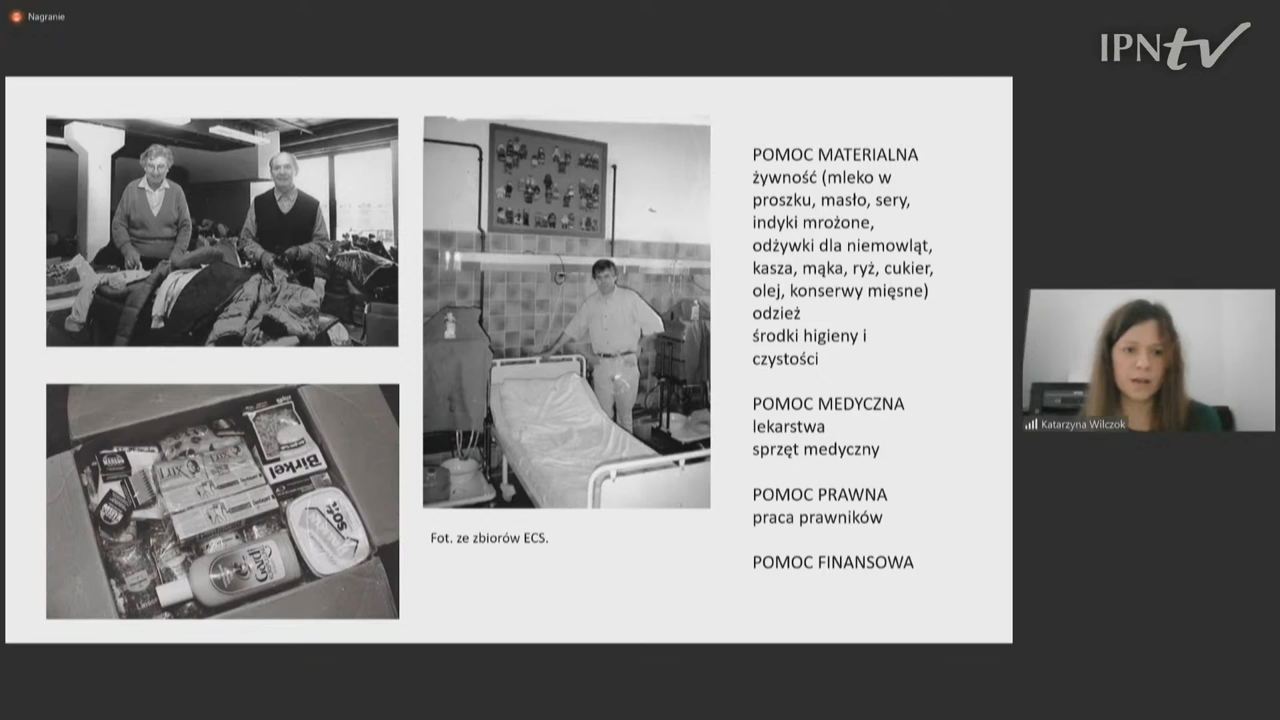 Nagranie
IPNtv
POMOC MATERIALNA
żywność (mleko w
proszku, masło, sery,
indyki mrożone,
odżywki dla niemowląt,
kasza, mąka, ryż, cukier,
olej, konserwy mięsne)
odzież
środki higieny i
czystości
POMOC MEDYCZNA
lekarstwa
sprzęt medyczny
POMOC PRAWNA
praca prawników
POMOC FINANSOWA
Fot. ze zbiorów ECS.
LUX
Birkel
Katarzyna Wilczok